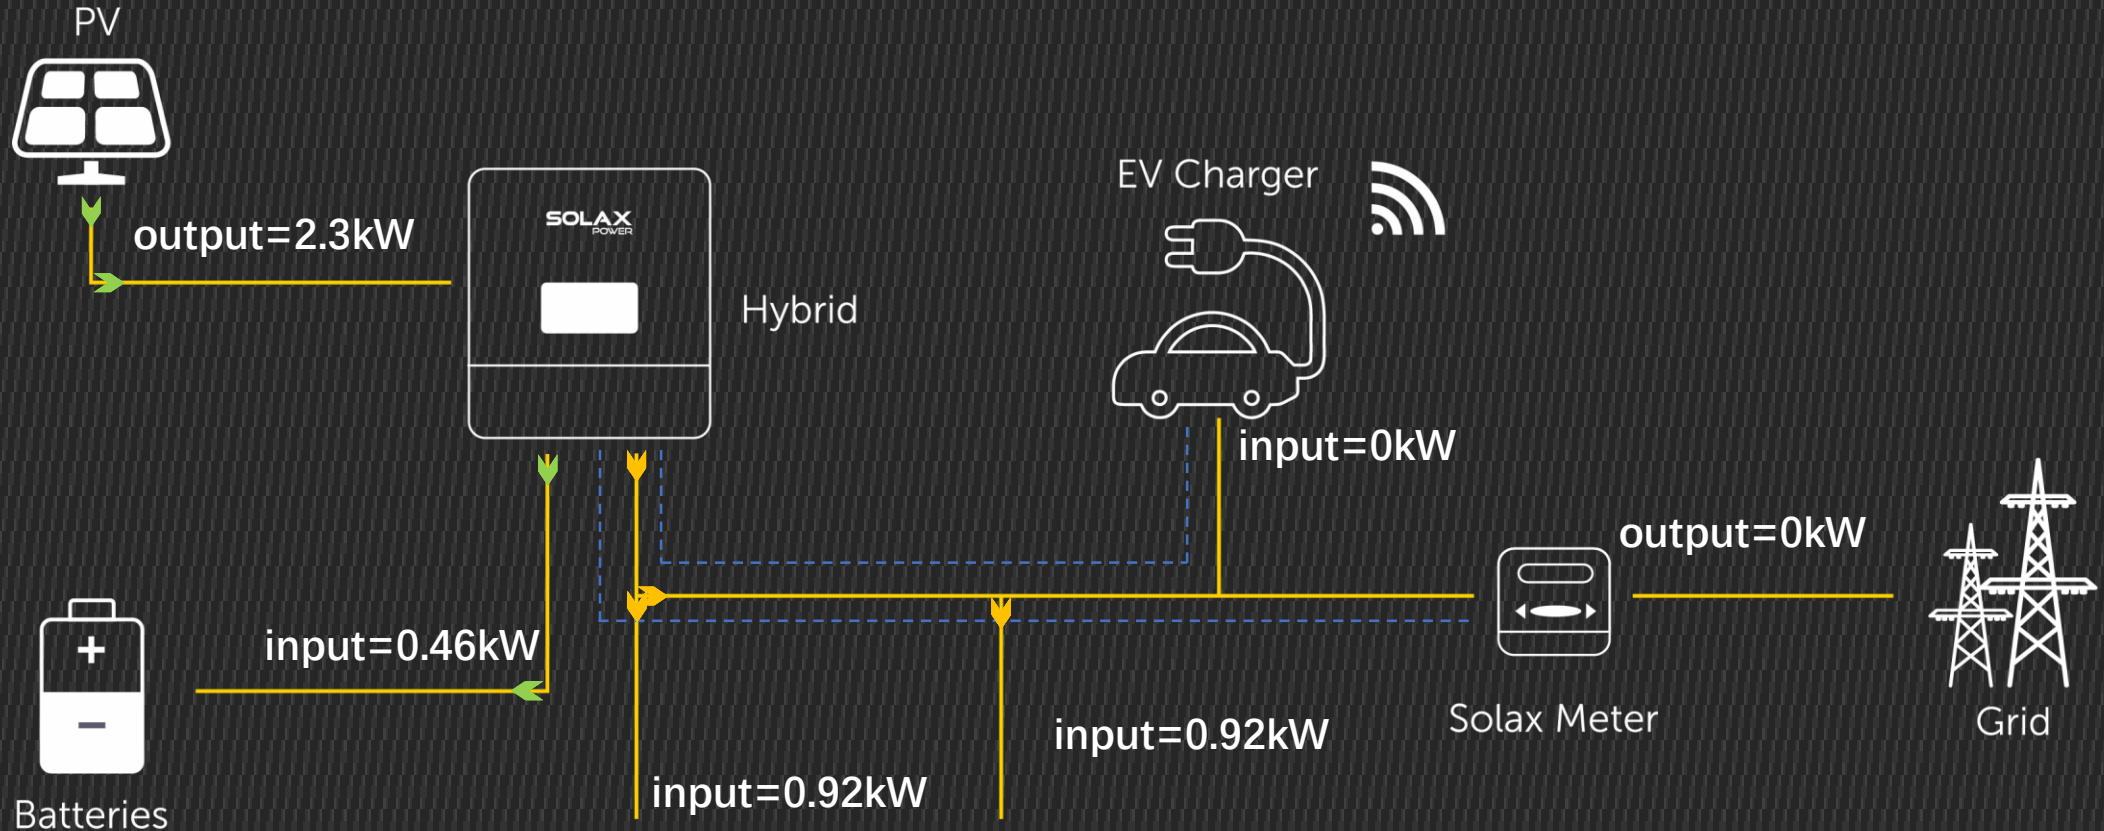 PV
output=2.3kW
SOLAX
POWER
Hybrid
EV Charger
input=0kW
output=0kW
input=0.46kW
+
−
Batteries
input=0.92kW
input=0.92kW
Solax Meter
Grid